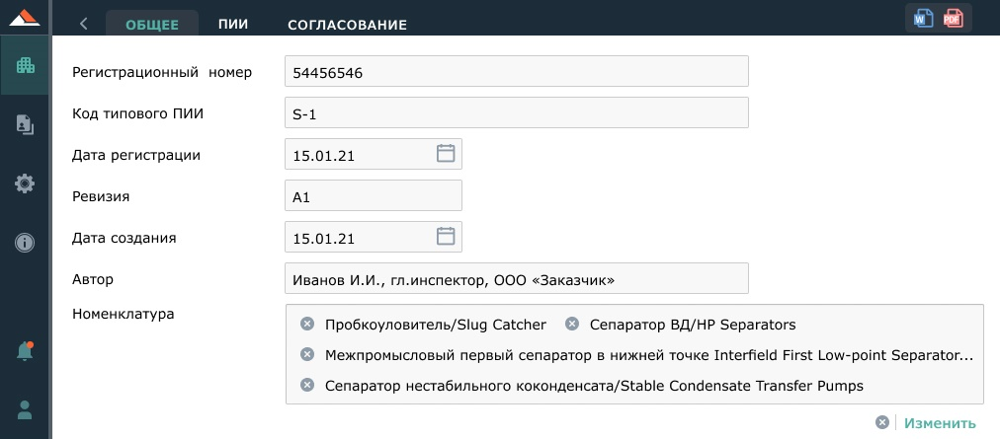 ОБЩЕЕ ПИИ СОГЛАСОВАНИЕ W PDF
Регистрационный номер 54456546
Код типового ПИИ S-1
Дата регистрации 15.01.21
Ревизия A1
Дата создания 15.01.21
Автор Иванов И.И., гл.инспектор, ООО «Заказчик»
Номенклатура Пробкоуловитель/Slug Catcher Сепаратор ВД/HP Separators
Межпромысловый первый сепаратор в нижней точке Interfield First Low-point Separator...
Сепаратор нестабильного коконденсата/Stable Condensate Transfer Pumps
Изменить